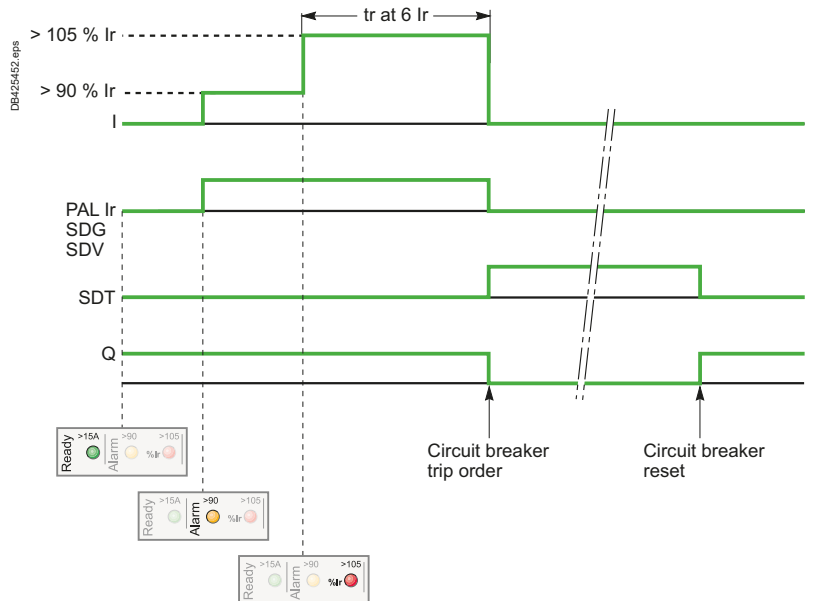 tr at 6 Ir
> 105 % Ir
DB425452.eps
> 90 % Ir
I
PAL Ir
SDG
SDV
SDT
Q
Circuit breaker
trip order
Circuit breaker
reset
Ready
>15A
Alarm
>90
%Ir
>105
Ready
>15A
Alarm
>90
%Ir
>105
Ready
>15A
Alarm
>90
%Ir
>105